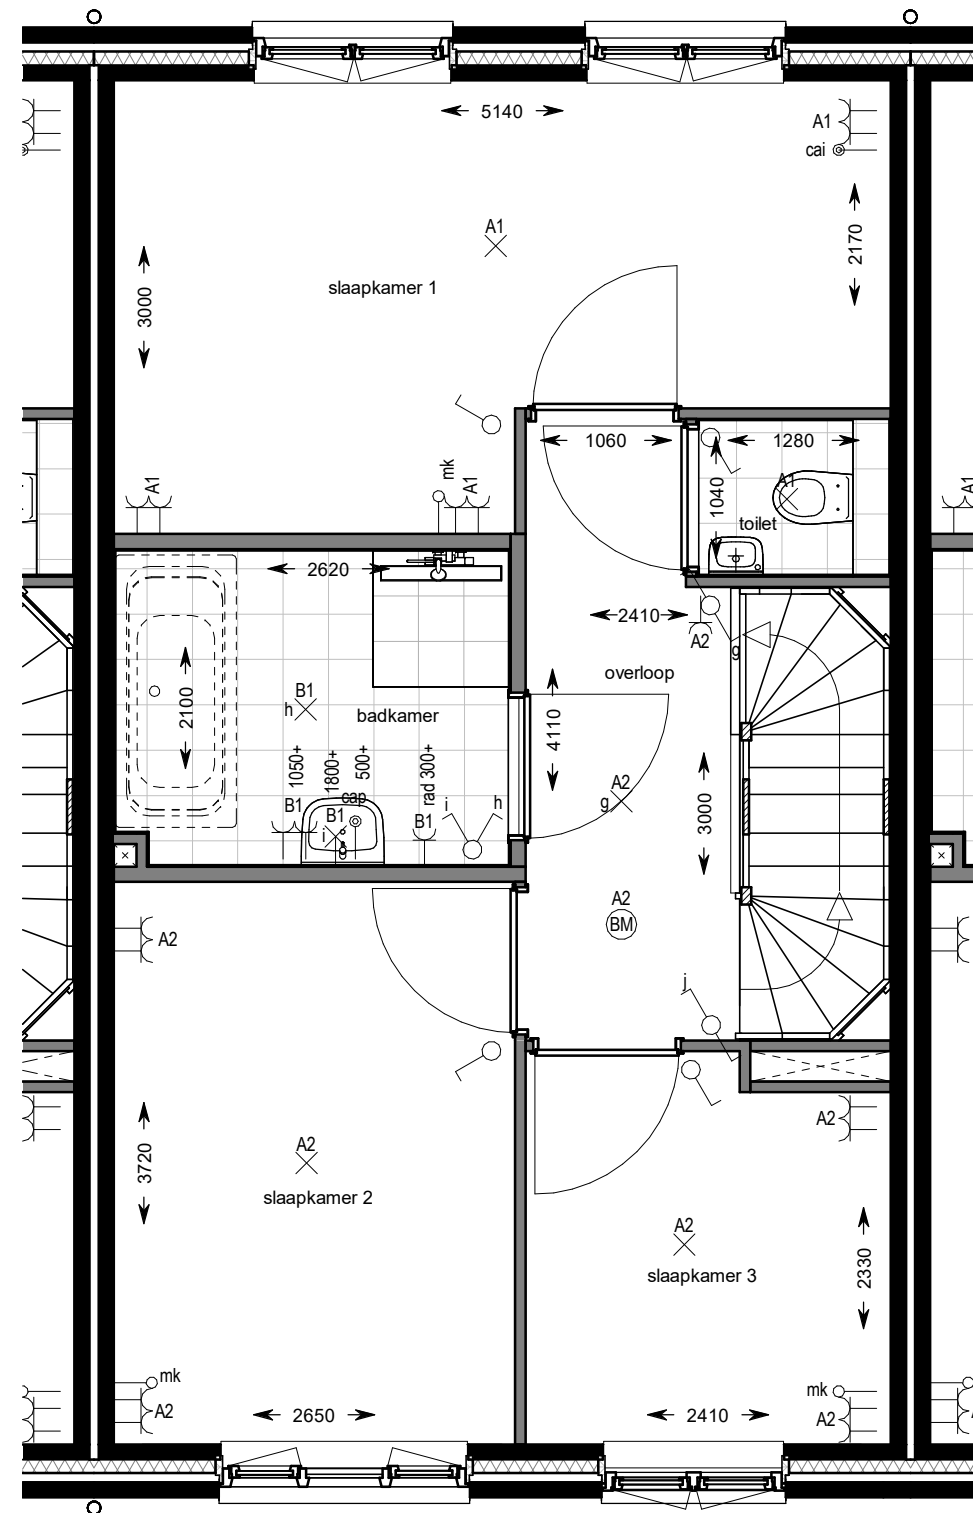 5140
A1
cai
A1
2170
slaapkamer 1
3000
1060
1280
A1
1040
toilet
mk
A1
A1
A1
2620
2410
A2
g
overloop
B1
h
badkamer
2100
4110
1050+
1800+
500+
rad 300+
cap
B1
B1
i
B1
i
h
A2
g
3000
A2
BM
A2
j
A2
3720
A2
slaapkamer 2
A2
slaapkamer 3
2330
mk
A2
2650
2410
mk
A2